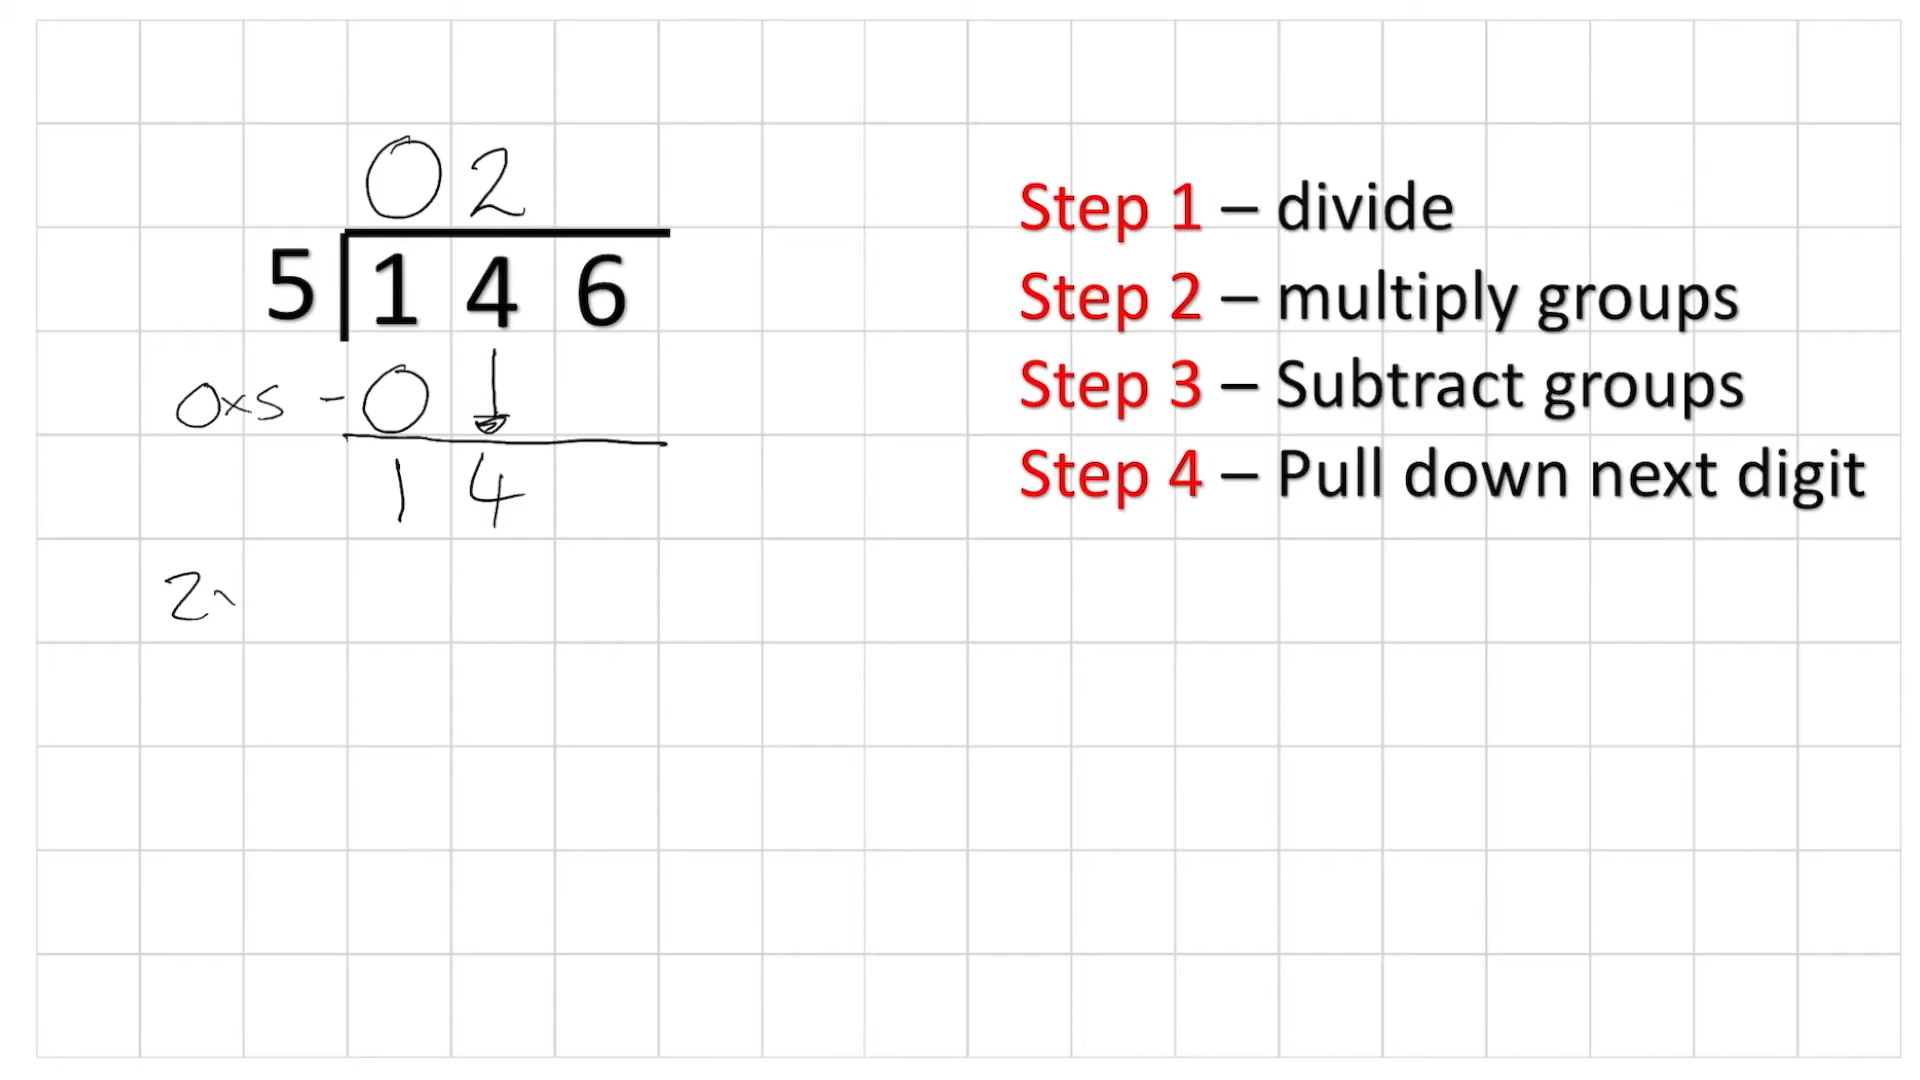 0 2
5 1 4 6
0×5 - 0
1 4
2×
Step 1 – divide
Step 2 – multiply groups
Step 3 – Subtract groups
Step 4 – Pull down next digit